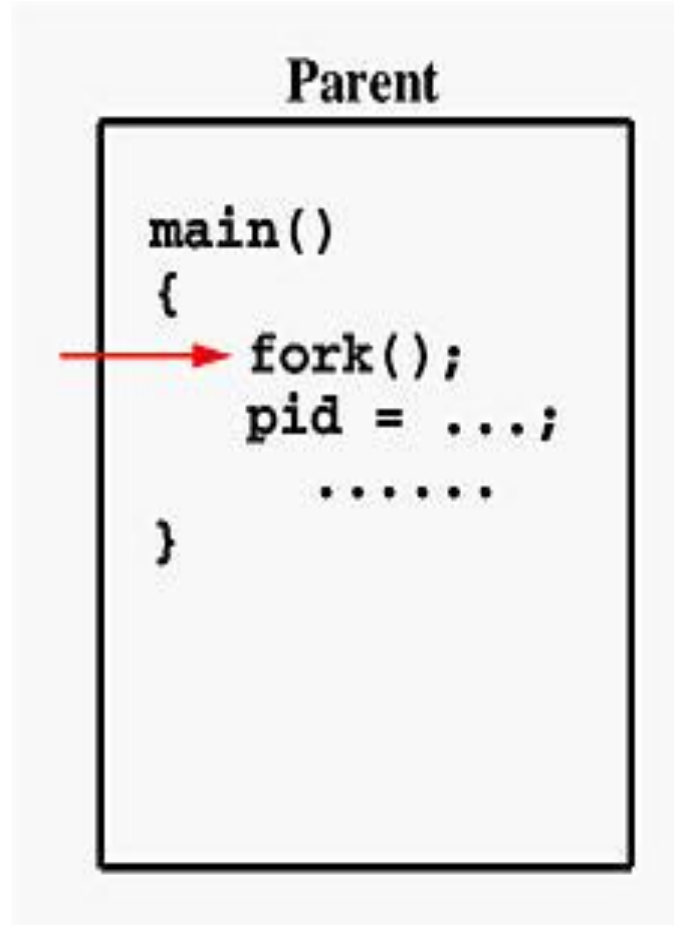 Parent
main()
{
fork();
pid = ...;
......
}